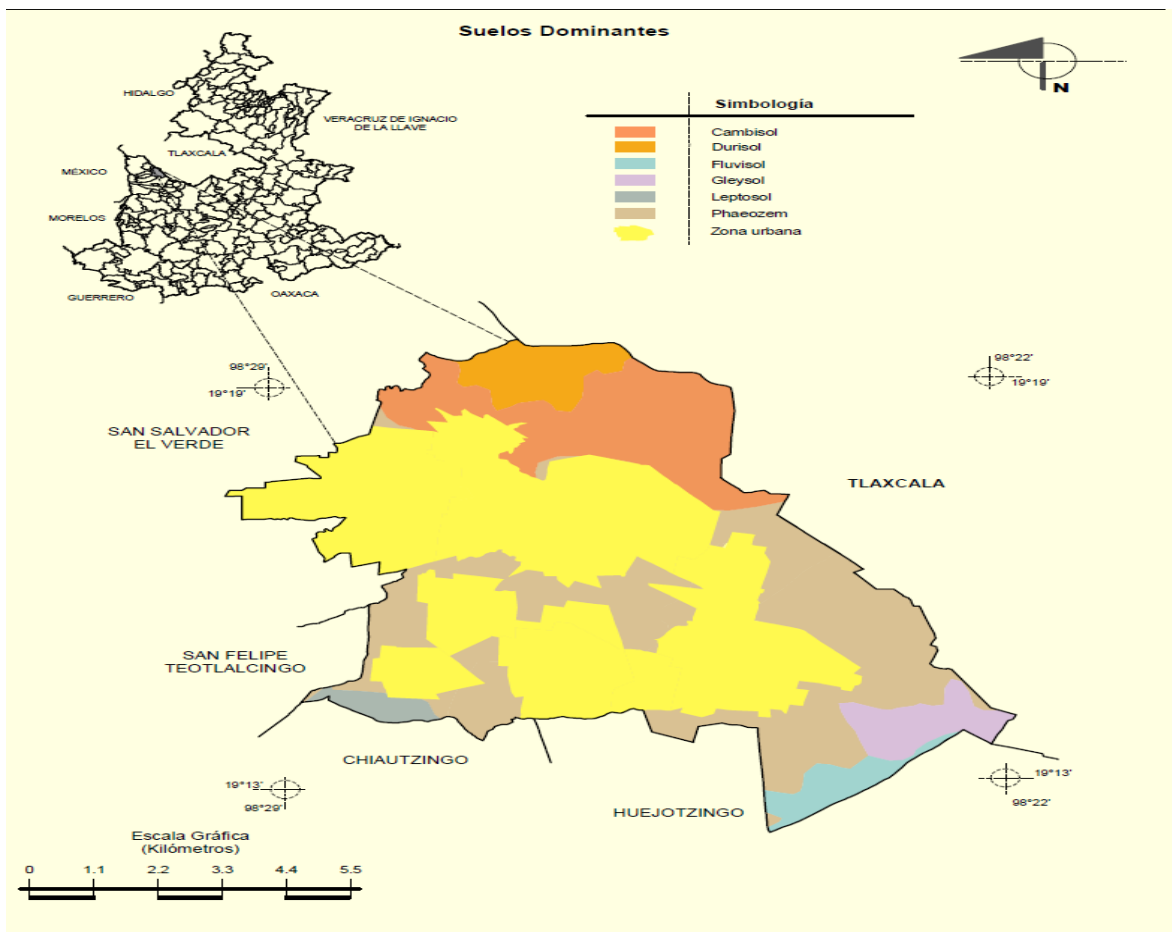 Suelos Dominantes
N
HIDALGO
VERACRUZ DE IGNACIO
DE LA LLAVE
TLAXCALA
MÉXICO
MORELOS
GUERRERO
OAXACA
Simbología
Cambisol
Durisol
Fluvisol
Gleysol
Leptosol
Phaeozem
Zona urbana
98°29'
19°19'
98°22'
19°19'
SAN SALVADOR
EL VERDE
TLAXCALA
SAN FELIPE
TEOTLALCINGO
CHIAUTZINGO
HUEJOTZINGO
19°13'
98°29'
19°13'
98°22'
Escala Gráfica
(Kilómetros)
0 1.1 2.2 3.3 4.4 5.5